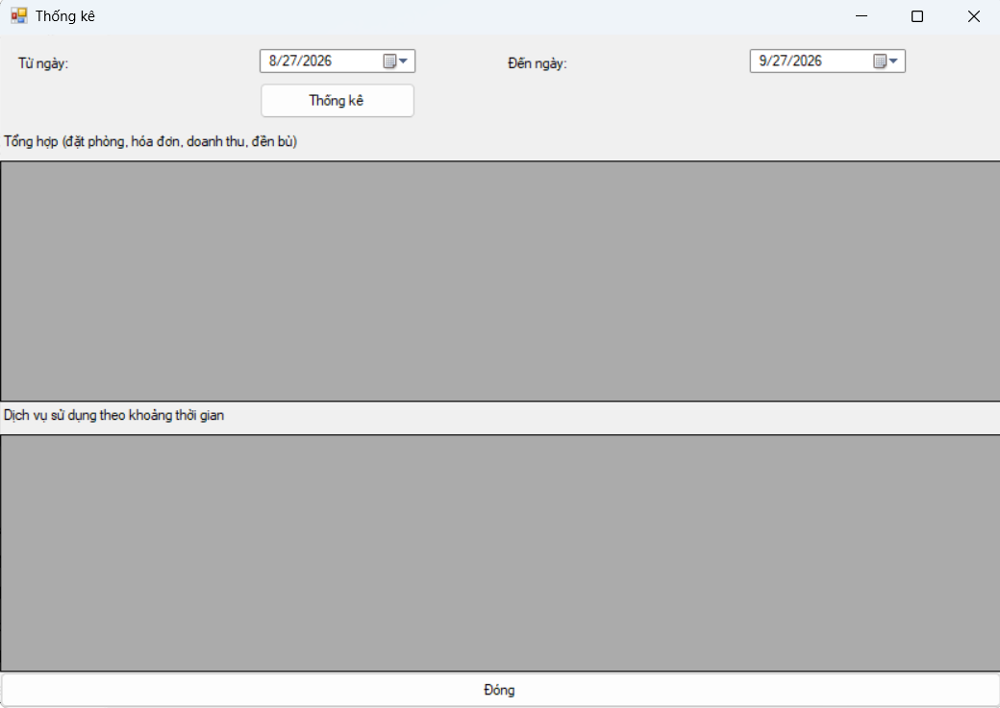 Thống kê
Từ ngày: 8/27/2026 Đến ngày: 9/27/2026
Thống kê
Tổng hợp (đặt phòng, hóa đơn, doanh thu, đền bù)
Dịch vụ sử dụng theo khoảng thời gian
Đóng